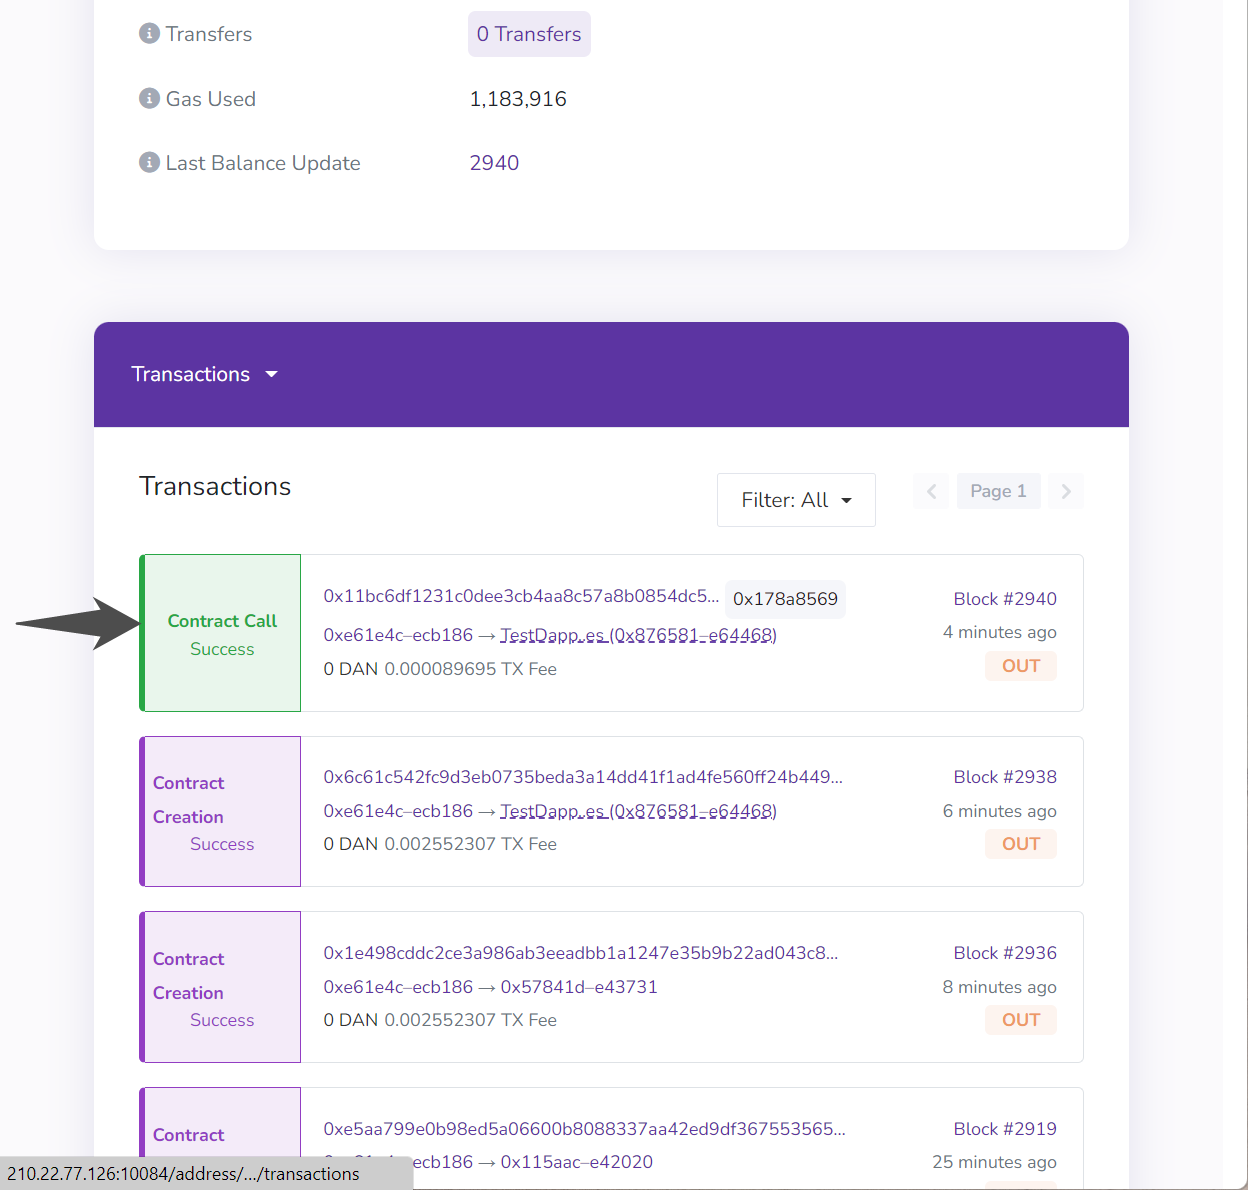 Transfers 0 Transfers
Gas Used 1,183,916
Last Balance Update 2940
Transactions
Transactions Filter: All Page 1
Contract Call
Success
0x11bc6df1231c0dee3cb4aa8c57a8b0854dc5... 0x178a8569 Block #2940
0xe61e4c–ecb186 → TestDapp..es (0x876581–e64468) 4 minutes ago
0 DAN 0.000089695 TX Fee OUT
Contract
Creation
Success
0x6c61c542fc9d3eb0735beda3a14dd41f1ad4fe560ff24b449... Block #2938
0xe61e4c–ecb186 → TestDapp..es (0x876581–e64468) 6 minutes ago
0 DAN 0.002552307 TX Fee OUT
Contract
Creation
Success
0x1e498cddc2ce3a986ab3eeadbb1a1247e35b9b22ad043c8... Block #2936
0xe61e4c–ecb186 → 0x57841d–e43731 8 minutes ago
0 DAN 0.002552307 TX Fee OUT
Contract
0xe5aa799e0b98ed5a06600b8088337aa42ed9df367553565... Block #2919
ecb186 → 0x115aac–e42020 25 minutes ago
210.22.77.126:10084/address/.../transactions